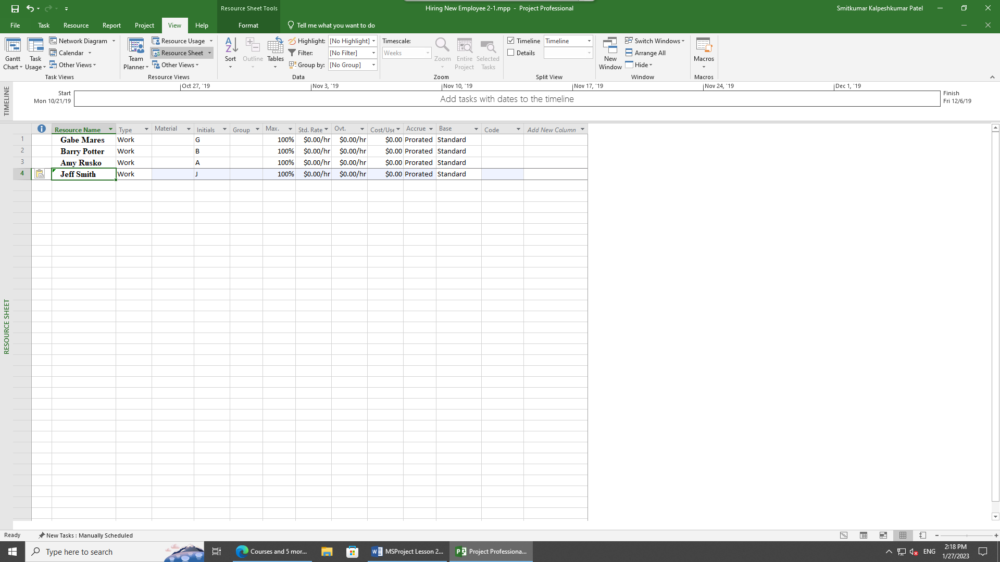 Resource Sheet Tools
Hiring New Employee 2-1.mpp - Project Professional
Smitkumar Kalpeshkumar Patel
File Task Resource Report Project View Help Format Tell me what you want to do
Network Diagram Resource Usage Highlight: [No Highlight] Timescale: Timeline Timeline Switch Windows
Calendar Resource Sheet Filter: [No Filter] Weeks Details Arrange All
Gantt Chart Task Usage Other Views Team Planner Other Views Sort Outline Tables Group by: [No Group] Zoom Entire Project Selected Tasks New Window Hide Macros
Task Views Resource Views Data Zoom Split View Window Macros
TIMELINE
Oct 27, '19 Nov 3, '19 Nov 10, '19 Nov 17, '19 Nov 24, '19 Dec 1, '19
Start
Mon 10/21/19
Add tasks with dates to the timeline
Finish
Fri 12/6/19
RESOURCE SHEET
Resource Name Type Material Initials Group Max. Std. Rate Ovt. Cost/Use Accrue Base Code Add New Column
1 Gabe Mares Work G 100% $0.00/hr $0.00/hr $0.00 Prorated Standard
2 Barry Potter Work B 100% $0.00/hr $0.00/hr $0.00 Prorated Standard
3 Amy Rusko Work A 100% $0.00/hr $0.00/hr $0.00 Prorated Standard
4 Jeff Smith Work J 100% $0.00/hr $0.00/hr $0.00 Prorated Standard
Ready New Tasks : Manually Scheduled
Type here to search
Courses and 5 mor...
MSProject Lesson 2...
Project Professiona...
ENG
2:18 PM
1/27/2023